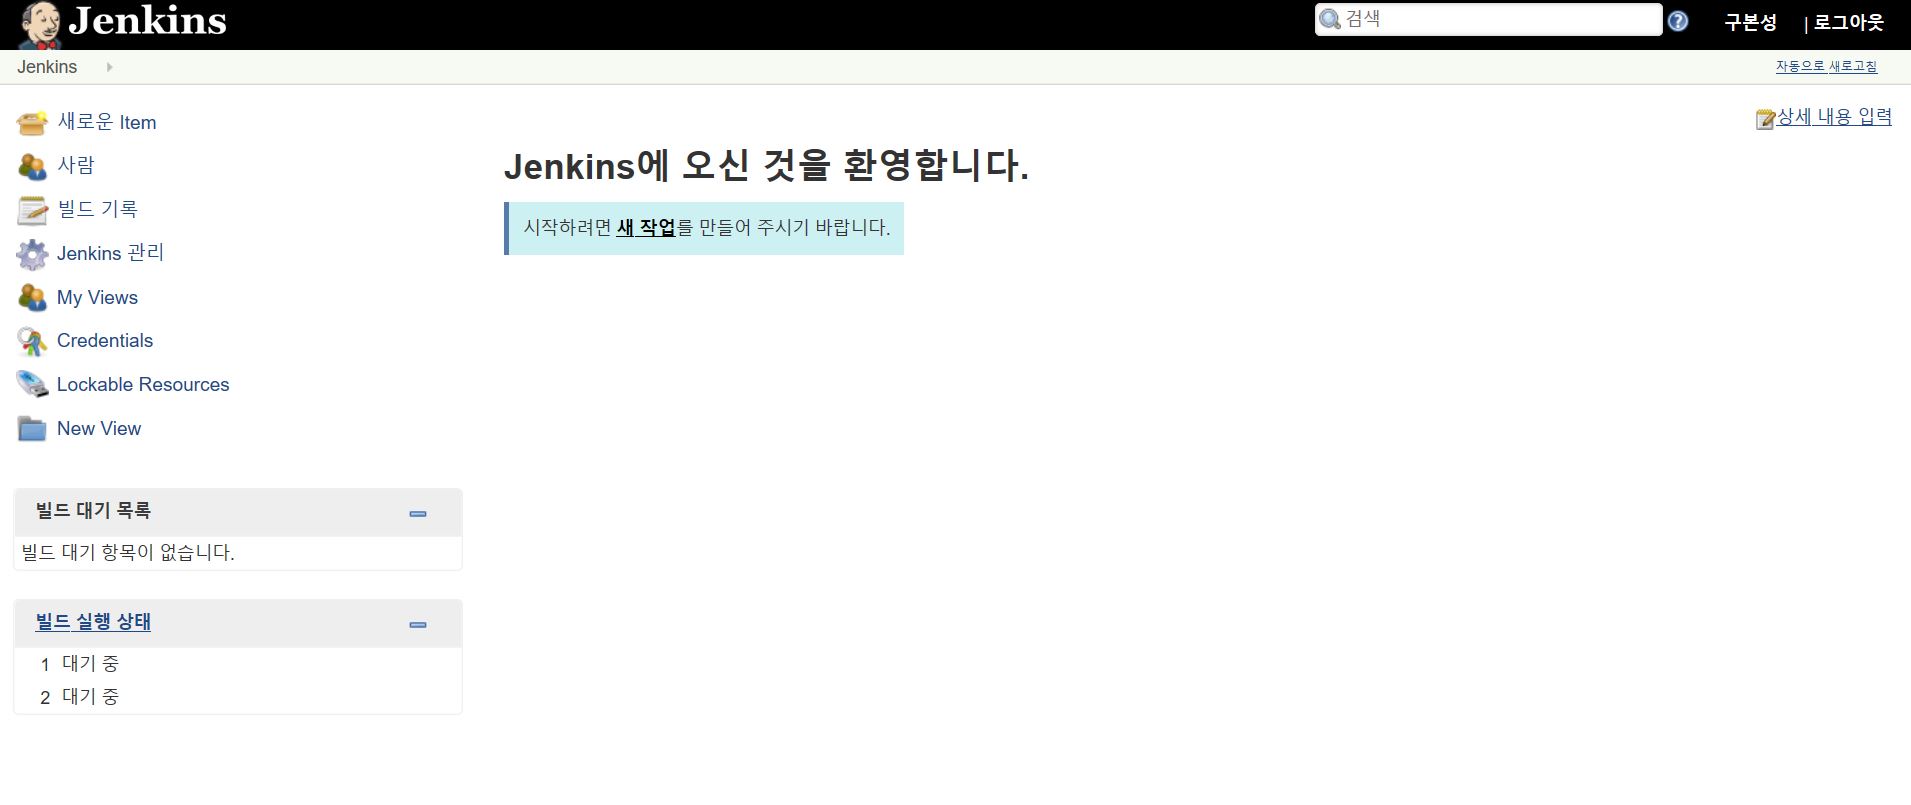 Jenkins
검색
구본성
| 로그아웃
Jenkins
자동으로 새로고침
새로운 Item
사람
빌드 기록
Jenkins 관리
My Views
Credentials
Lockable Resources
New View
빌드 대기 목록
빌드 대기 항목이 없습니다.
빌드 실행 상태
1 대기 중
2 대기 중
상세 내용 입력
Jenkins에 오신 것을 환영합니다.
시작하려면 새 작업를 만들어 주시기 바랍니다.